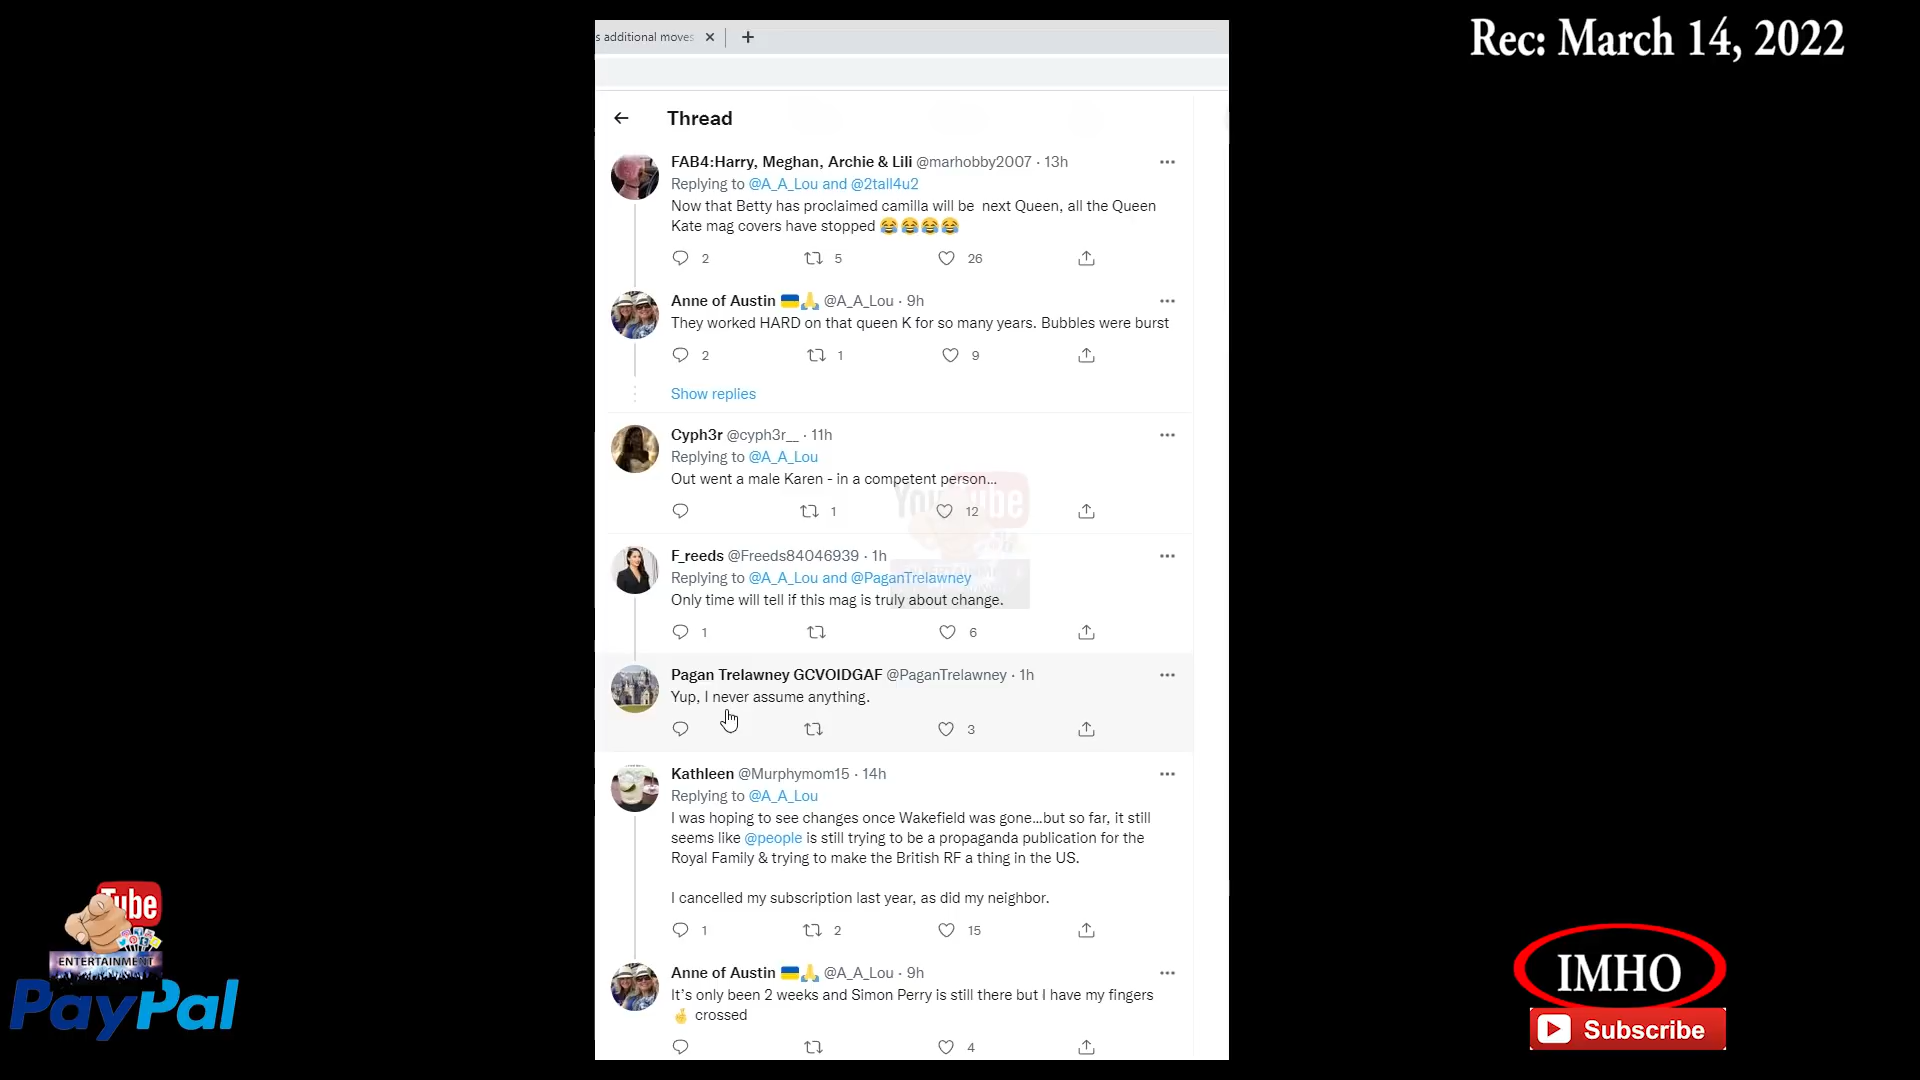 Rec: March 14, 2022
s additional moves
Thread
FAB4:Harry, Meghan, Archie & Lili @marhobby2007 · 13h
Replying to @A_A_Lou and @2tall4u2
Now that Betty has proclaimed camilla will be next Queen, all the Queen
Kate mag covers have stopped 😂😂😂😂
2 5 26
Anne of Austin 🇺🇦🙏 @A_A_Lou · 9h
They worked HARD on that queen K for so many years. Bubbles were burst
2 1 9
Show replies
Cyph3r @cyph3r__ · 11h
Replying to @A_A_Lou
Out went a male Karen - in a competent person...
1 12
F_reeds @Freeds84046939 · 1h
Replying to @A_A_Lou and @PaganTrelawney
Only time will tell if this mag is truly about change.
1 6
Pagan Trelawney GCVOIDGAF @PaganTrelawney · 1h
Yup, I never assume anything.
3
Kathleen @Murphymom15 · 14h
Replying to @A_A_Lou
I was hoping to see changes once Wakefield was gone...but so far, it still
seems like @people is still trying to be a propaganda publication for the
Royal Family & trying to make the British RF a thing in the US.
I cancelled my subscription last year, as did my neighbor.
1 2 15
Anne of Austin 🇺🇦🙏 @A_A_Lou · 9h
It's only been 2 weeks and Simon Perry is still there but I have my fingers
🤞 crossed
4
YouTube
Tube
ENTERTAINMENT
PayPal
IMHO
Subscribe